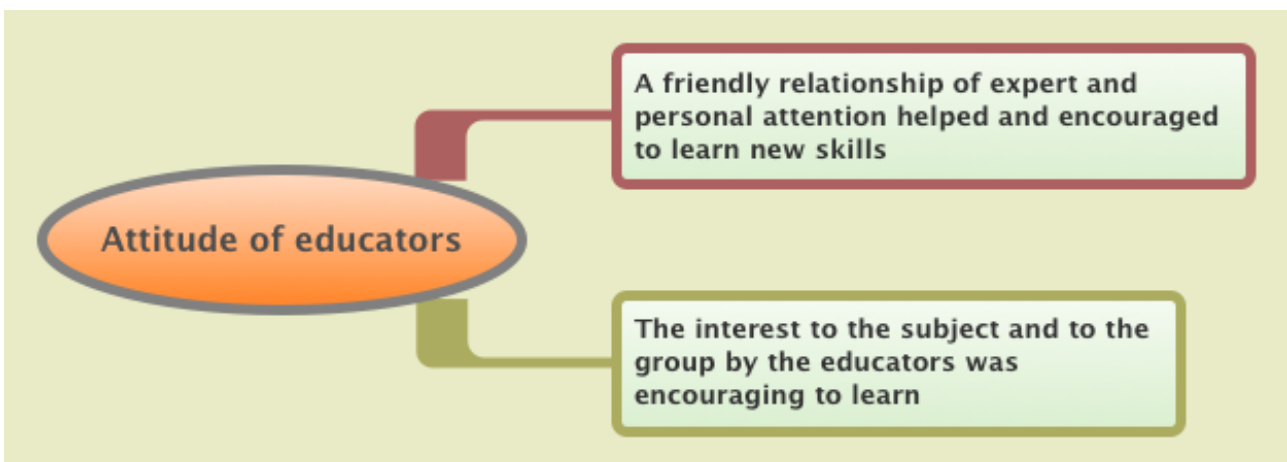 Attitude of educators
A friendly relationship of expert and
personal attention helped and encouraged
to learn new skills
The interest to the subject and to the
group by the educators was
encouraging to learn